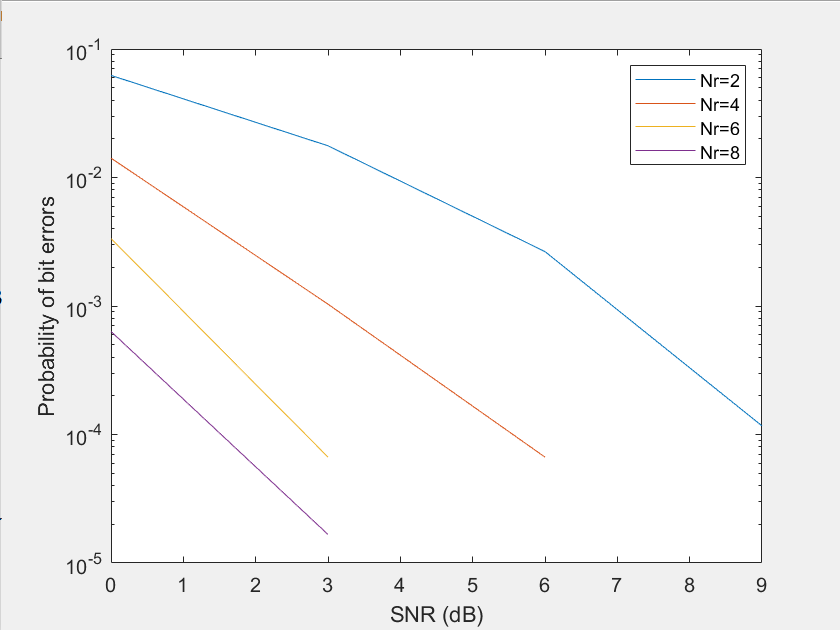 10^-1
10^-2
10^-3
10^-4
10^-5
Probability of bit errors
Nr=2
Nr=4
Nr=6
Nr=8
0 1 2 3 4 5 6 7 8 9
SNR (dB)